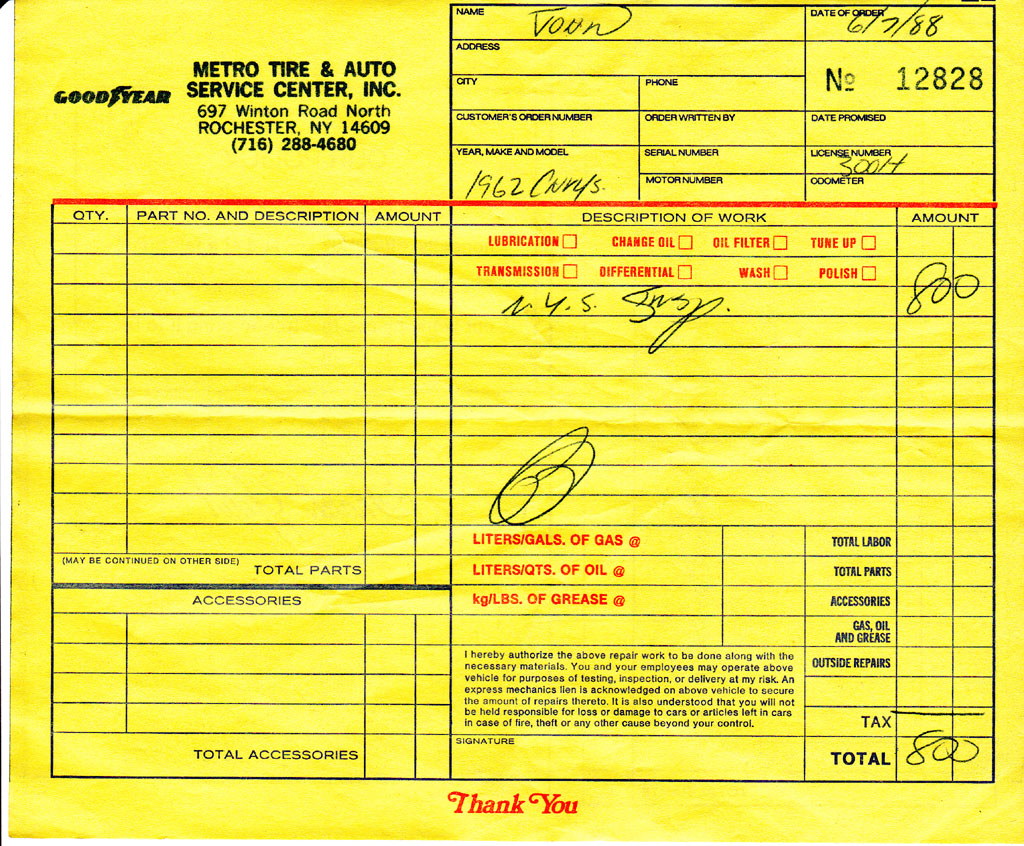 GOODYEAR
METRO TIRE & AUTO
SERVICE CENTER, INC.
697 Winton Road North
ROCHESTER, NY 14609
(716) 288-4680
NAME
DATE OF ORDER 6/7/88
ADDRESS
CITY PHONE
No 12828
CUSTOMER'S ORDER NUMBER ORDER WRITTEN BY DATE PROMISED
YEAR, MAKE AND MODEL 1962 Chrys. SERIAL NUMBER LICENSE NUMBER 300H
MOTOR NUMBER ODOMETER
QTY. PART NO. AND DESCRIPTION AMOUNT DESCRIPTION OF WORK AMOUNT
LUBRICATION CHANGE OIL OIL FILTER TUNE UP
TRANSMISSION DIFFERENTIAL WASH POLISH
N.Y.S. Insp. 800
LITERS/GALS. OF GAS @ TOTAL LABOR
(MAY BE CONTINUED ON OTHER SIDE) TOTAL PARTS
LITERS/QTS. OF OIL @ TOTAL PARTS
ACCESSORIES
kg/LBS. OF GREASE @ ACCESSORIES
GAS, OIL
AND GREASE
I hereby authorize the above repair work to be done along with the
necessary materials. You and your employees may operate above
vehicle for purposes of testing, inspection, or delivery at my risk. An
express mechanics lien is acknowledged on above vehicle to secure
the amount of repairs thereto. It is also understood that you will not
be held responsible for loss or damage to cars or articles left in cars
in case of fire, theft or any other cause beyond your control.
OUTSIDE REPAIRS
TAX
SIGNATURE
TOTAL ACCESSORIES
TOTAL 800
Thank You